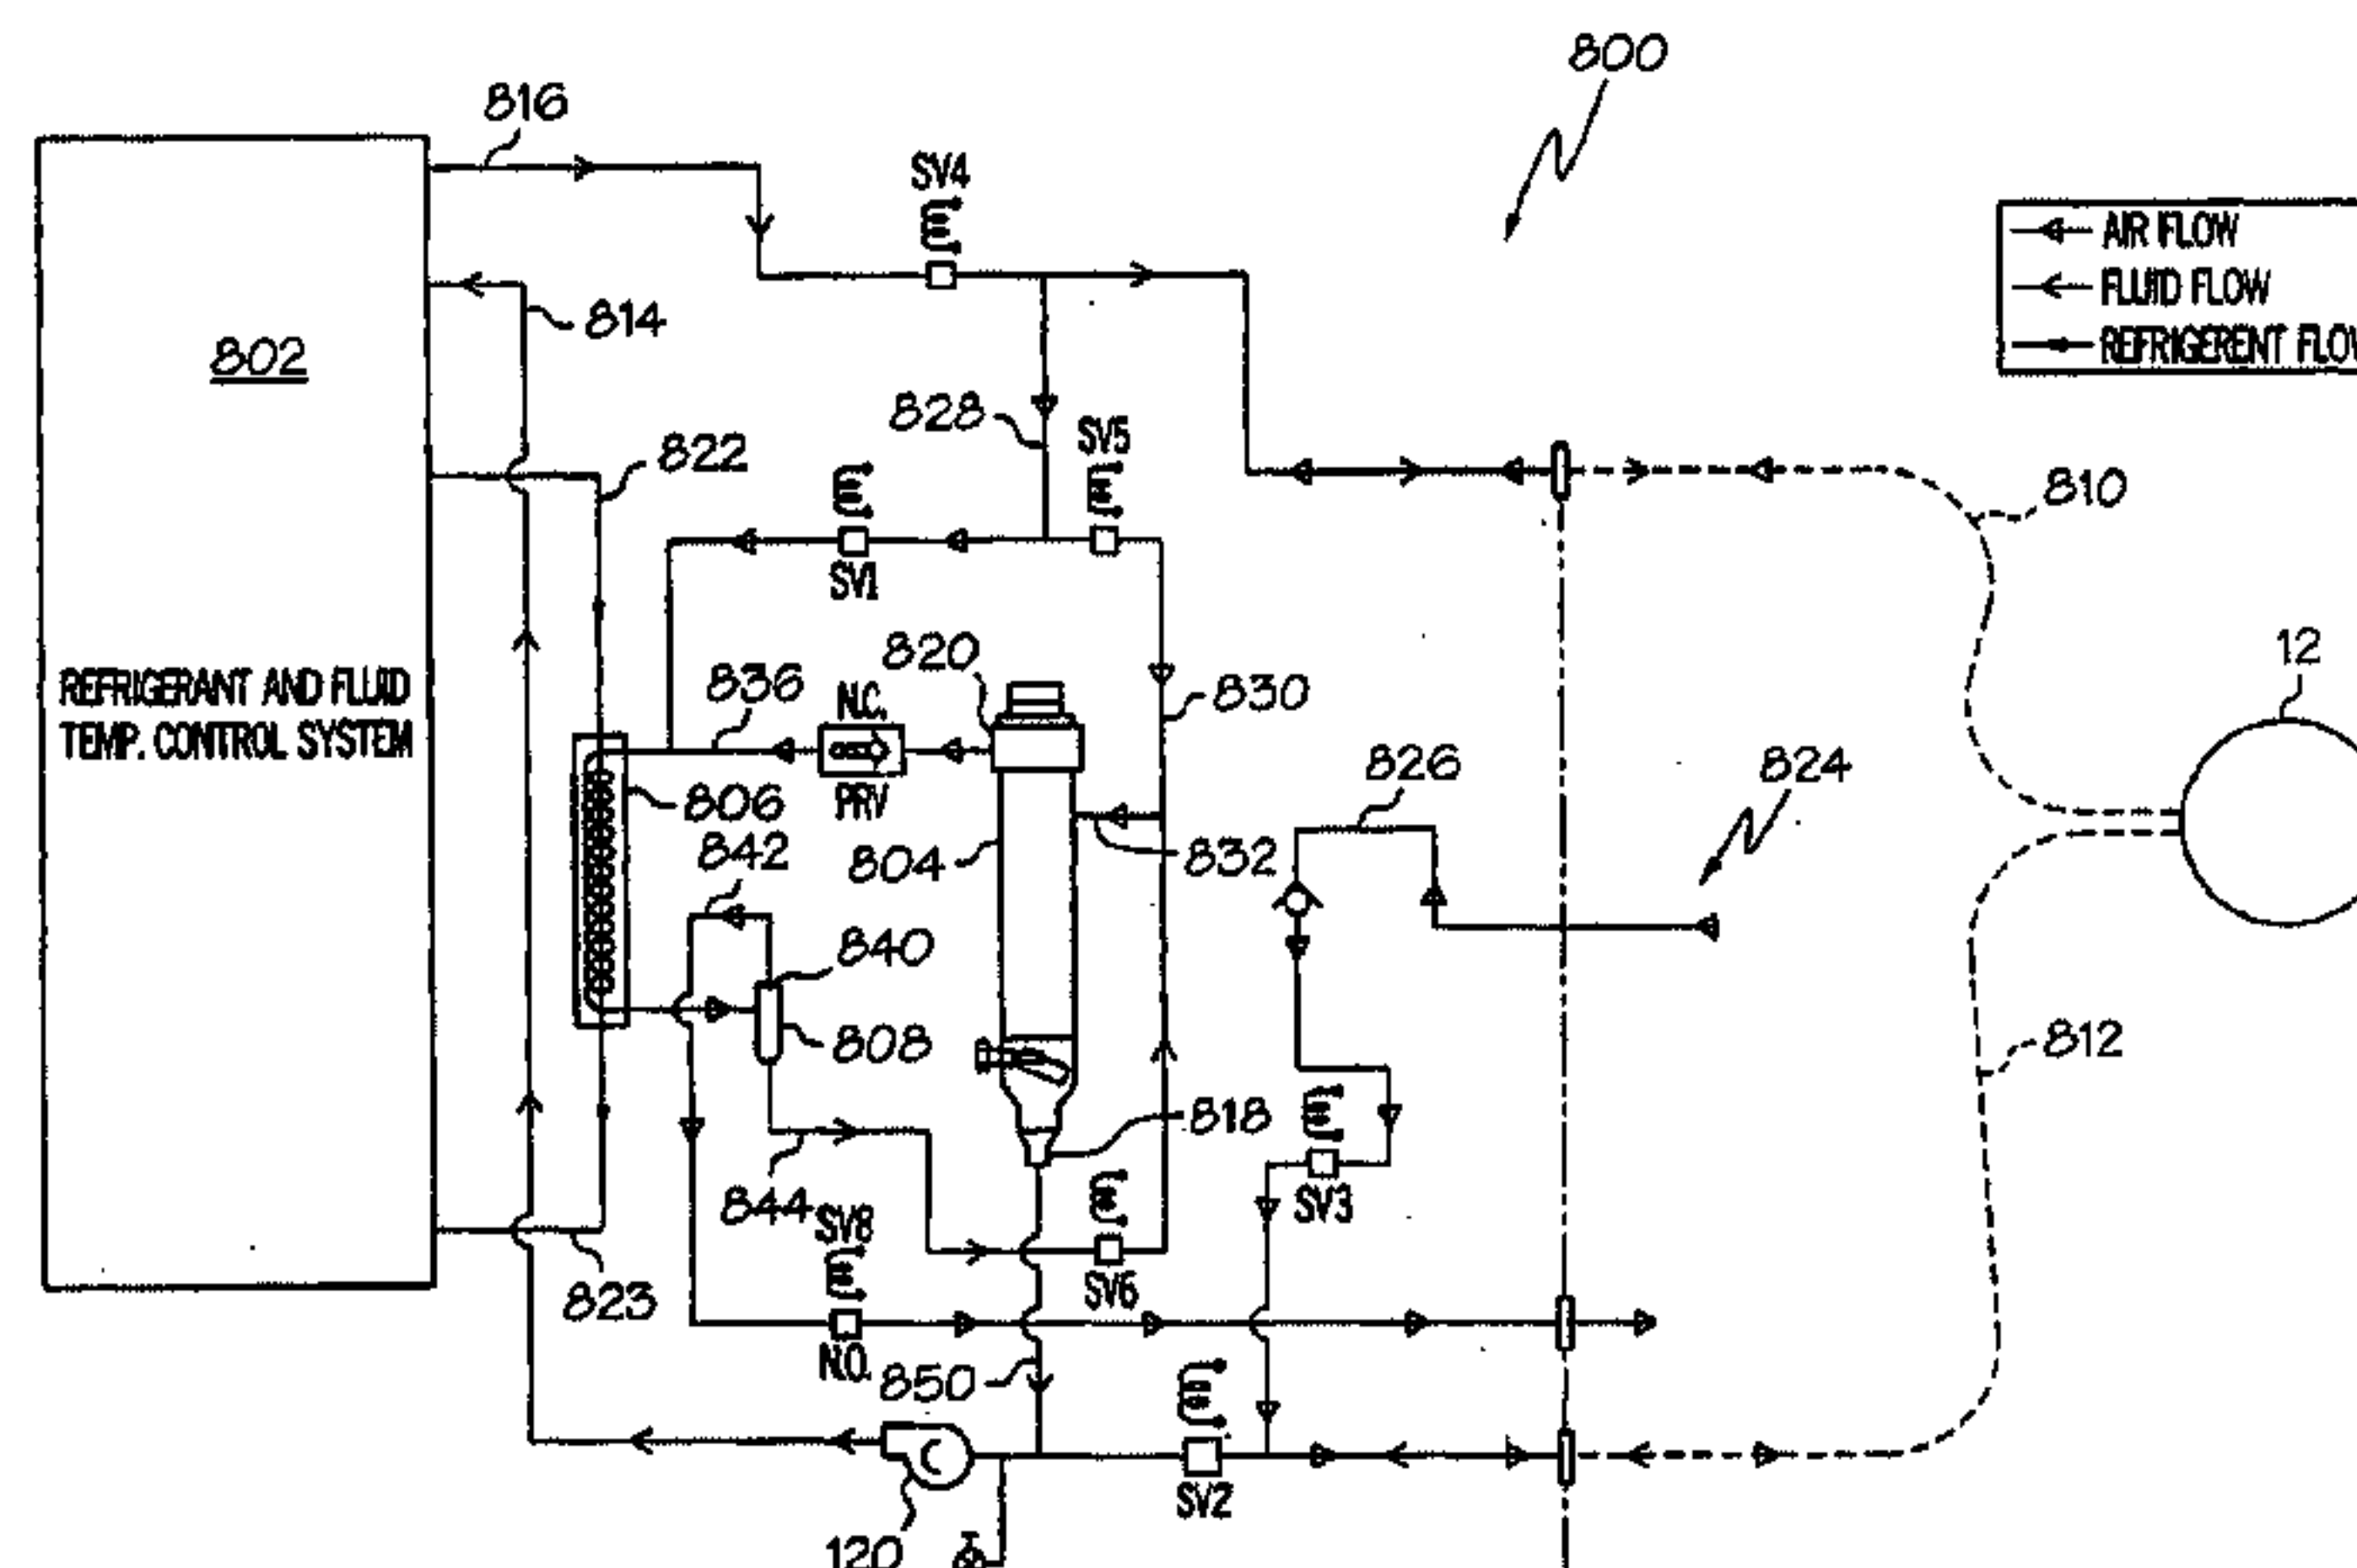 800
816
SV4
AIR FLOW
FLUID FLOW
REFRIGERENT FLOW
814
802
828
SV5
822
810
SV1
12
820
836
N.C.
830
REFRIGERANT AND FLUID
TEMP. CONTROL SYSTEM
826
824
806
PRV
842
804
832
840
808
812
818
844
SV8
SV3
823
SV6
N.O.
850
SV2
120